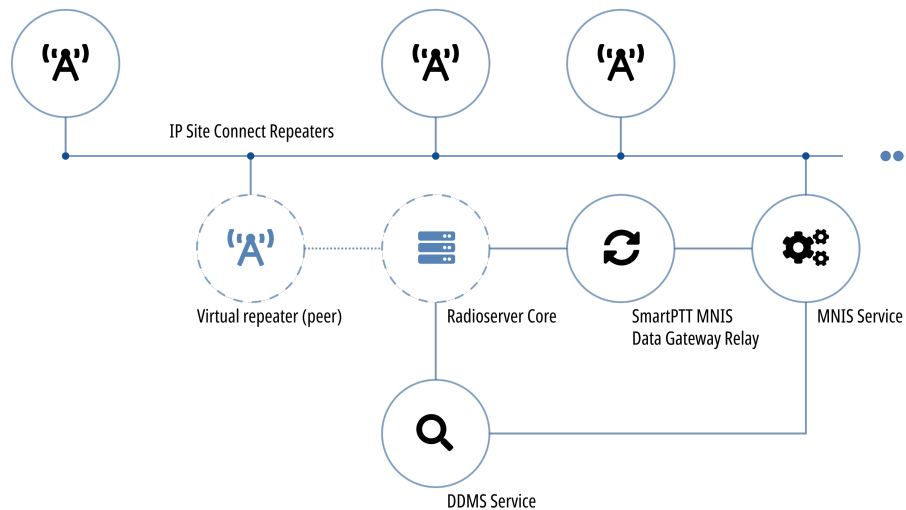 IP Site Connect Repeaters
Virtual repeater (peer)
Radioserver Core
SmartPTT MNIS
Data Gateway Relay
MNIS Service
DDMS Service